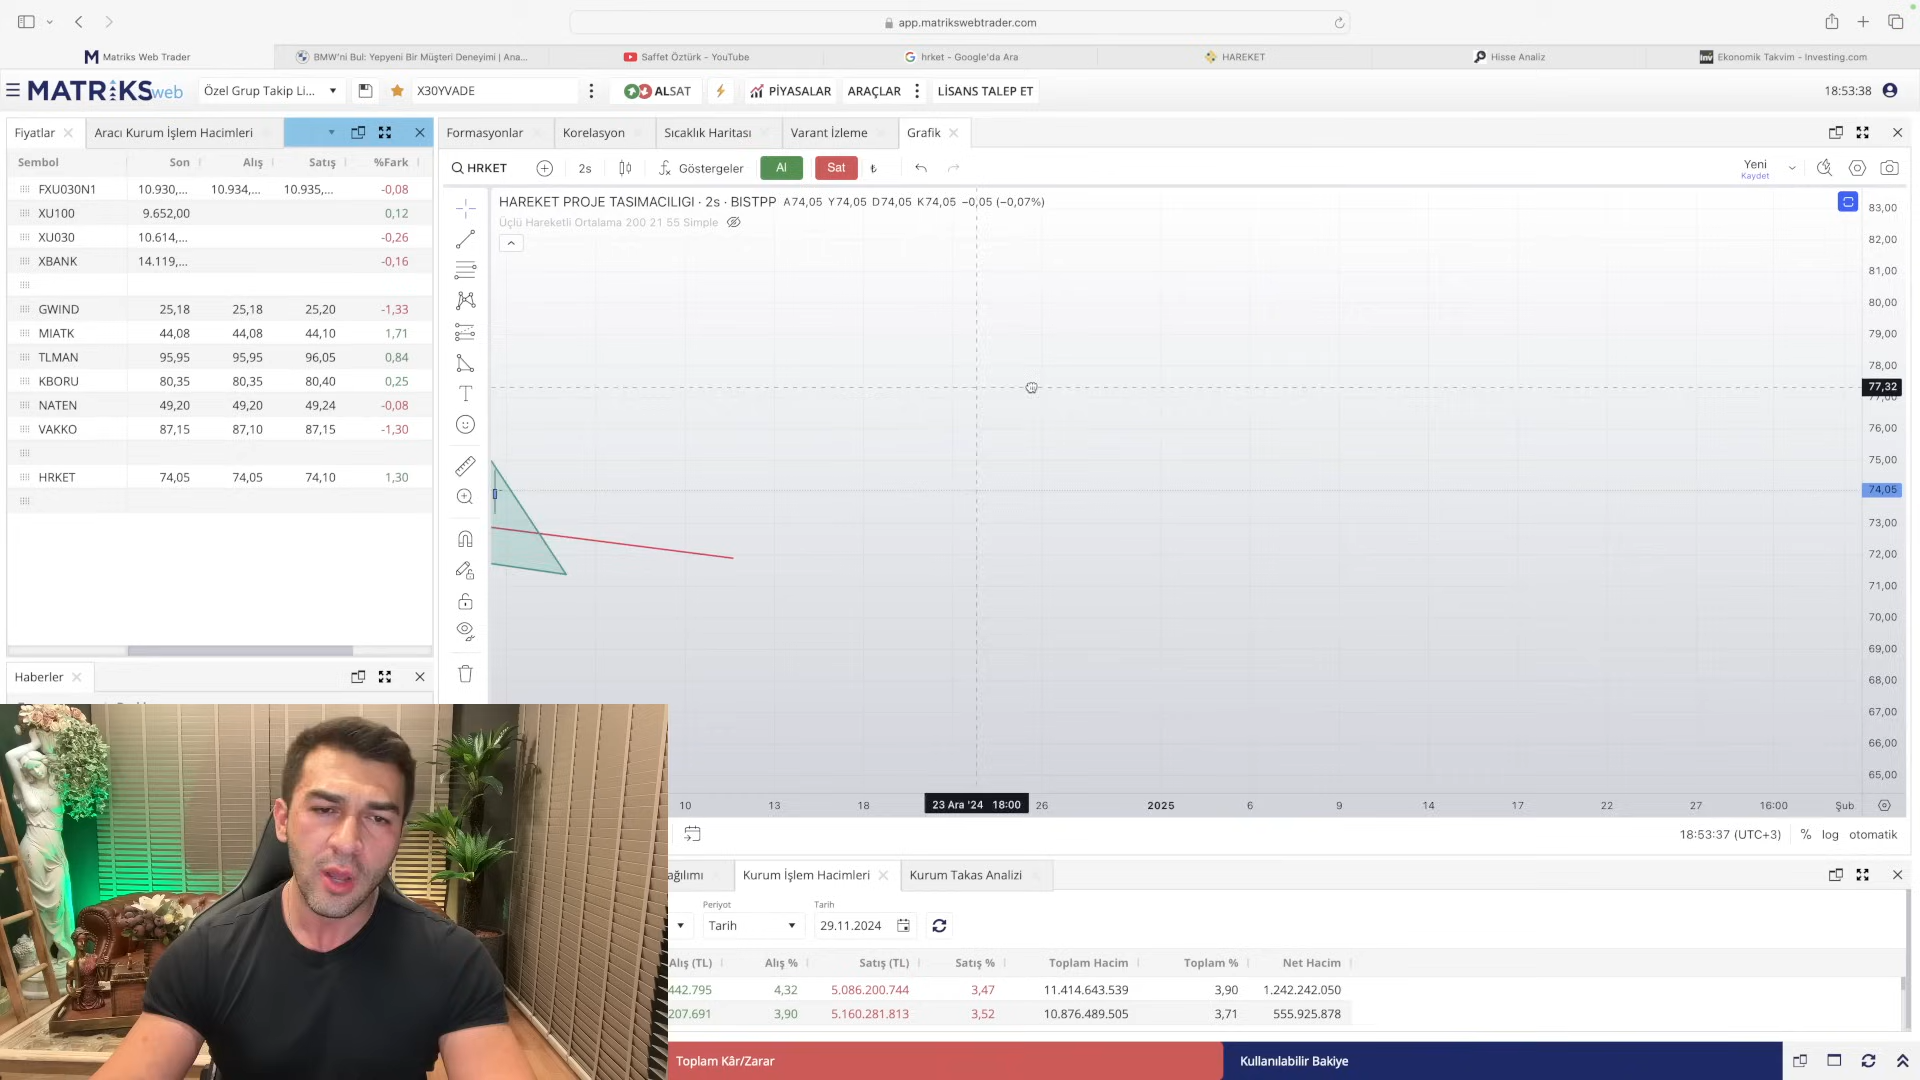 app.matrikswebtrader.com
Matriks Web Trader
BMW'ni Bul: Yepyeni Bir Müşteri Deneyimi | Ana...
Saffet Öztürk - YouTube
hrket - Google'da Ara
HAREKET
Hisse Analiz
Ekonomik Takvim - Investing.com
MATRIKS web
Özel Grup Takip Li...
X30YVADE
ALSAT
PİYASALAR
ARAÇLAR
LİSANS TALEP ET
18:53:38
Fiyatlar
Aracı Kurum İşlem Hacimleri
Formasyonlar
Korelasyon
Sıcaklık Haritası
Varant İzleme
Grafik
Sembol Son Alış Satış %Fark
FXU030N1 10.930,... 10.934,... 10.935,... -0,08
XU100 9.652,00 0,12
XU030 10.614,... -0,26
XBANK 14.119,... -0,16
GWIND 25,18 25,18 25,20 -1,33
MIATK 44,08 44,08 44,10 1,71
TLMAN 95,95 95,95 96,05 0,84
KBORU 80,35 80,35 80,40 0,25
NATEN 49,20 49,20 49,24 -0,08
VAKKO 87,15 87,10 87,15 -1,30
HRKET 74,05 74,05 74,10 1,30
Haberler
HRKET
2s
Göstergeler
Al
Sat
₺
Yeni
Kaydet
HAREKET PROJE TASIMACILIGI · 2s · BISTPP A74,05 Y74,05 D74,05 K74,05 −0,05 (−0,07%)
Üçlü Hareketli Ortalama 200 21 55 Simple
83,00
82,00
81,00
80,00
79,00
78,00
77,32
77,00
76,00
75,00
74,05
73,00
72,00
71,00
70,00
69,00
68,00
67,00
66,00
65,00
10 13 18 23 Ara '24 18:00 26 2025 6 9 14 17 22 27 16:00 Şub
18:53:37 (UTC+3) % log otomatik
ağılımı
Kurum İşlem Hacimleri
Kurum Takas Analizi
Periyot
Tarih
Tarih
29.11.2024
Alış (TL) Alış % Satış (TL) Satış % Toplam Hacim Toplam % Net Hacim
442.795 4,32 5.086.200.744 3,47 11.414.643.539 3,90 1.242.242.050
207.691 3,90 5.160.281.813 3,52 10.876.489.505 3,71 555.925.878
Toplam Kâr/Zarar
Kullanılabilir Bakiye